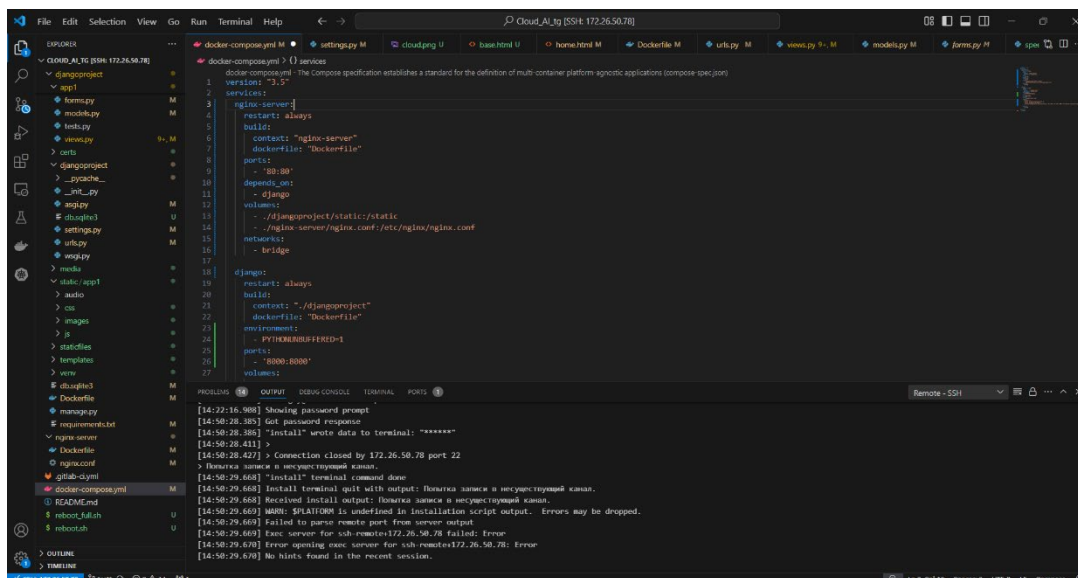 File Edit Selection View Go Run Terminal Help
Cloud_AI_tg [SSH: 172.26.50.78]
EXPLORER
docker-compose.yml M
settings.py M
cloud.png U
base.html U
home.html M
Dockerfile M
urls.py M
views.py 9+, M
models.py M
forms.py M
CLOUD_AI_TG [SSH: 172.26.50.78]
djangoproject
app1
forms.py M
models.py M
tests.py
views.py 9+, M
certs
djangoproject
__pycache__
__init__.py
asgi.py M
db.sqlite3 U
settings.py M
urls.py M
wsgi.py
media
static / app1
audio
css
images
js
staticfiles
templates
venv
db.sqlite3 M
Dockerfile M
manage.py
requirements.txt M
nginx-server
Dockerfile M
nginx.conf M
.gitlab-ci.yml
docker-compose.yml M
README.md
reboot_full.sh U
reboot.sh U
OUTLINE
TIMELINE
docker-compose.yml > {} services
docker-compose.yml - The Compose specification establishes a standard for the definition of multi-container platform-agnostic applications (compose-spec.json)
1 version: "3.5"
2 services:
3 nginx-server:
4 restart: always
5 build:
6 context: "nginx-server"
7 dockerfile: "Dockerfile"
8 ports:
9 - '80:80'
10 depends_on:
11 - django
12 volumes:
13 - ./djangoproject/static:/static
14 - ./nginx-server/nginx.conf:/etc/nginx/nginx.conf
15 networks:
16 - bridge
17
18 django:
19 restart: always
20 build:
21 context: "./djangoproject"
22 dockerfile: "Dockerfile"
23 environment:
24 - PYTHONUNBUFFERED=1
25 ports:
26 - '8000:8000'
27 volumes:
PROBLEMS 14 OUTPUT DEBUG CONSOLE TERMINAL PORTS 1
Remote - SSH
[14:22:16.908] Showing password prompt
[14:50:28.385] Got password response
[14:50:28.386] "install" wrote data to terminal: "******"
[14:50:28.411] >
[14:50:28.427] > Connection closed by 172.26.50.78 port 22
> Попытка записи в несуществующий канал.
[14:50:29.668] "install" terminal command done
[14:50:29.668] Install terminal quit with output: Попытка записи в несуществующий канал.
[14:50:29.668] Received install output: Попытка записи в несуществующий канал.
[14:50:29.669] WARN: $PLATFORM is undefined in installation script output. Errors may be dropped.
[14:50:29.669] Failed to parse remote port from server output
[14:50:29.669] Exec server for ssh-remote+172.26.50.78 failed: Error
[14:50:29.670] Error opening exec server for ssh-remote+172.26.50.78: Error
[14:50:29.670] No hints found in the recent session.